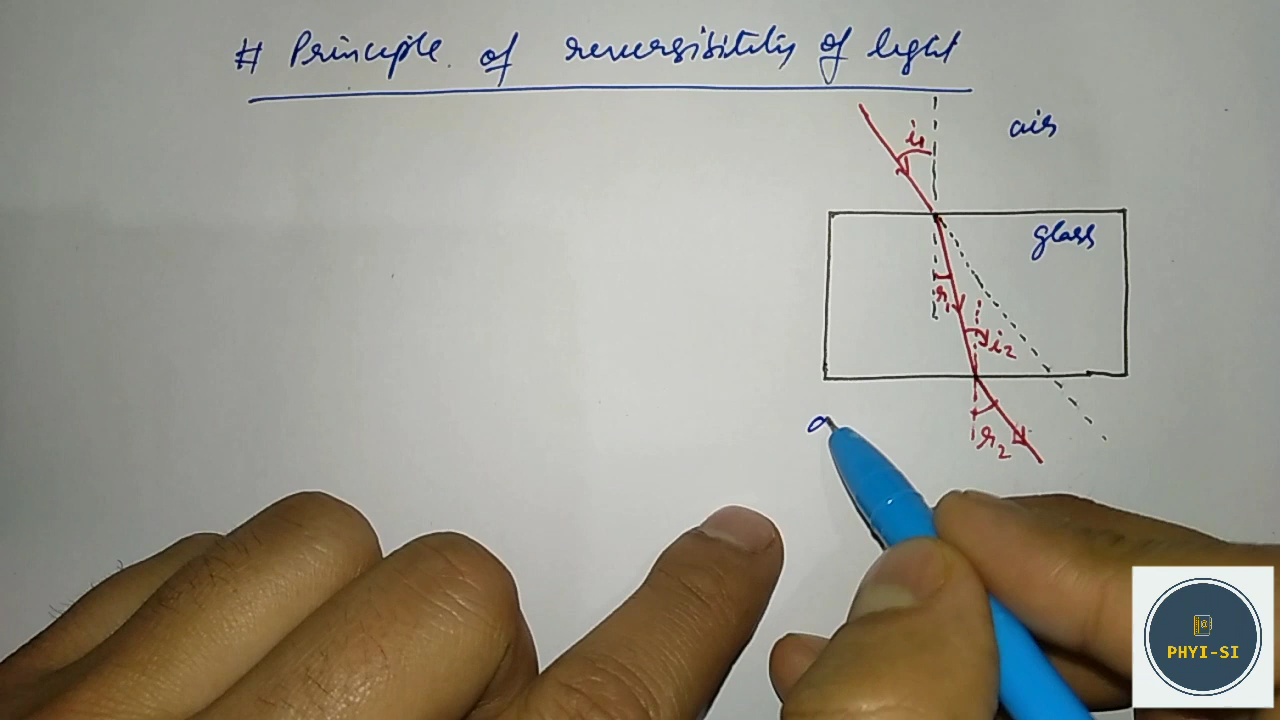 # Principle of reversibility of light
i1
air
glass
r1
i2
r2
a
PHYI-SI